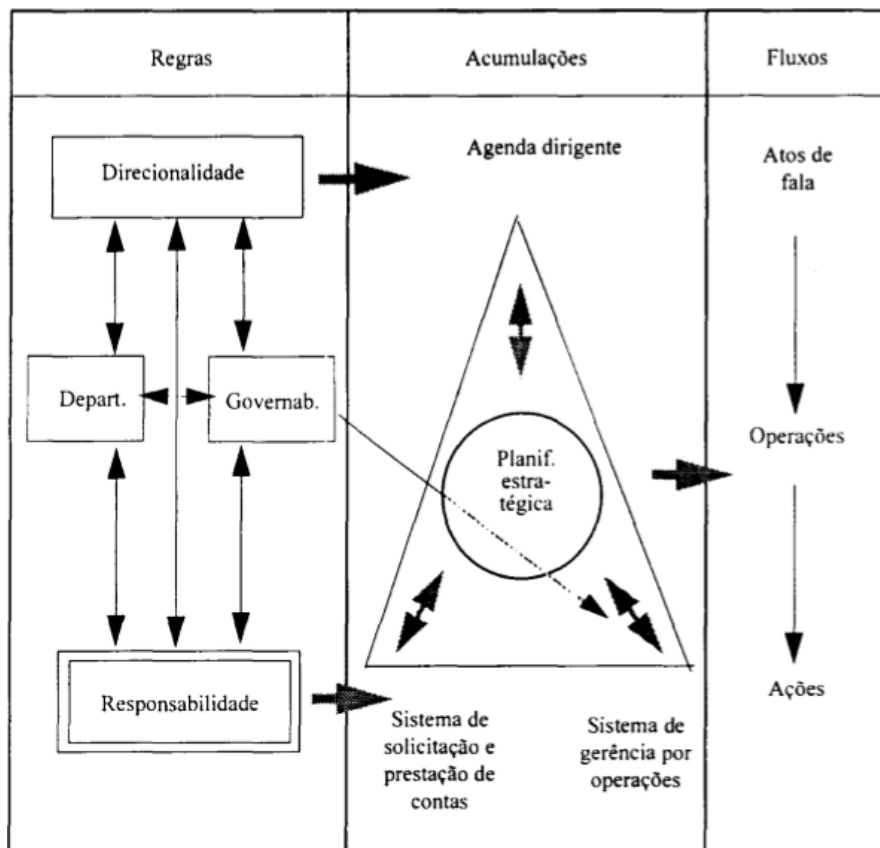 Regras
Acumulações
Fluxos
Direcionalidade
Depart.
Governab.
Responsabilidade
Agenda dirigente
Planif.
estra-
tégica
Sistema de
solicitação e
prestação de
contas
Sistema de
gerência por
operações
Atos de
fala
Operações
Ações